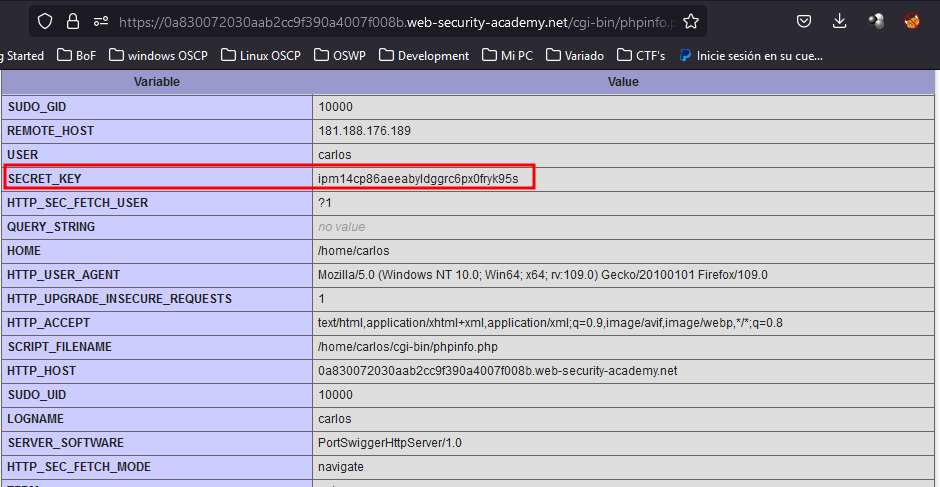 https://0a830072030aab2cc9f390a4007f008b.web-security-academy.net/cgi-bin/phpinfo.p
g Started BoF windows OSCP Linux OSCP OSWP Development Mi PC Variado CTF's Inicie sesión en su cue...
Variable Value
SUDO_GID 10000
REMOTE_HOST 181.188.176.189
USER carlos
SECRET_KEY ipm14cp86aeeabyldggrc6px0fryk95s
HTTP_SEC_FETCH_USER ?1
QUERY_STRING no value
HOME /home/carlos
HTTP_USER_AGENT Mozilla/5.0 (Windows NT 10.0; Win64; x64; rv:109.0) Gecko/20100101 Firefox/109.0
HTTP_UPGRADE_INSECURE_REQUESTS 1
HTTP_ACCEPT text/html,application/xhtml+xml,application/xml;q=0.9,image/avif,image/webp,*/*;q=0.8
SCRIPT_FILENAME /home/carlos/cgi-bin/phpinfo.php
HTTP_HOST 0a830072030aab2cc9f390a4007f008b.web-security-academy.net
SUDO_UID 10000
LOGNAME carlos
SERVER_SOFTWARE PortSwiggerHttpServer/1.0
HTTP_SEC_FETCH_MODE navigate